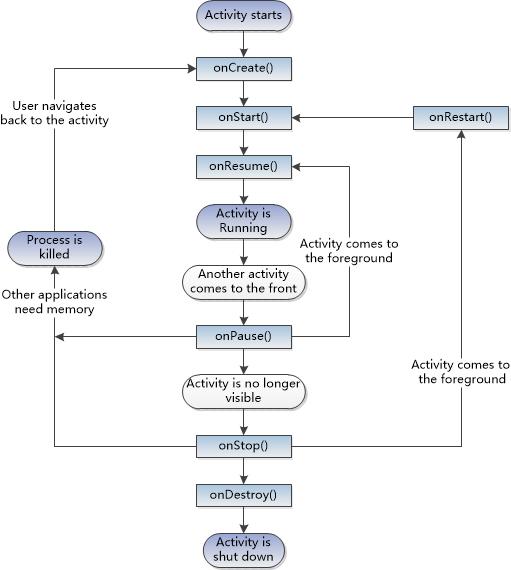 Activity starts
onCreate()
User navigates
back to the activity
onStart()
onRestart()
onResume()
Activity is
Running
Process is
killed
Activity comes to
the foreground
Another activity
comes to the front
Other applications
need memory
onPause()
Activity comes to
the foreground
Activity is no longer
visible
onStop()
onDestroy()
Activity is
shut down